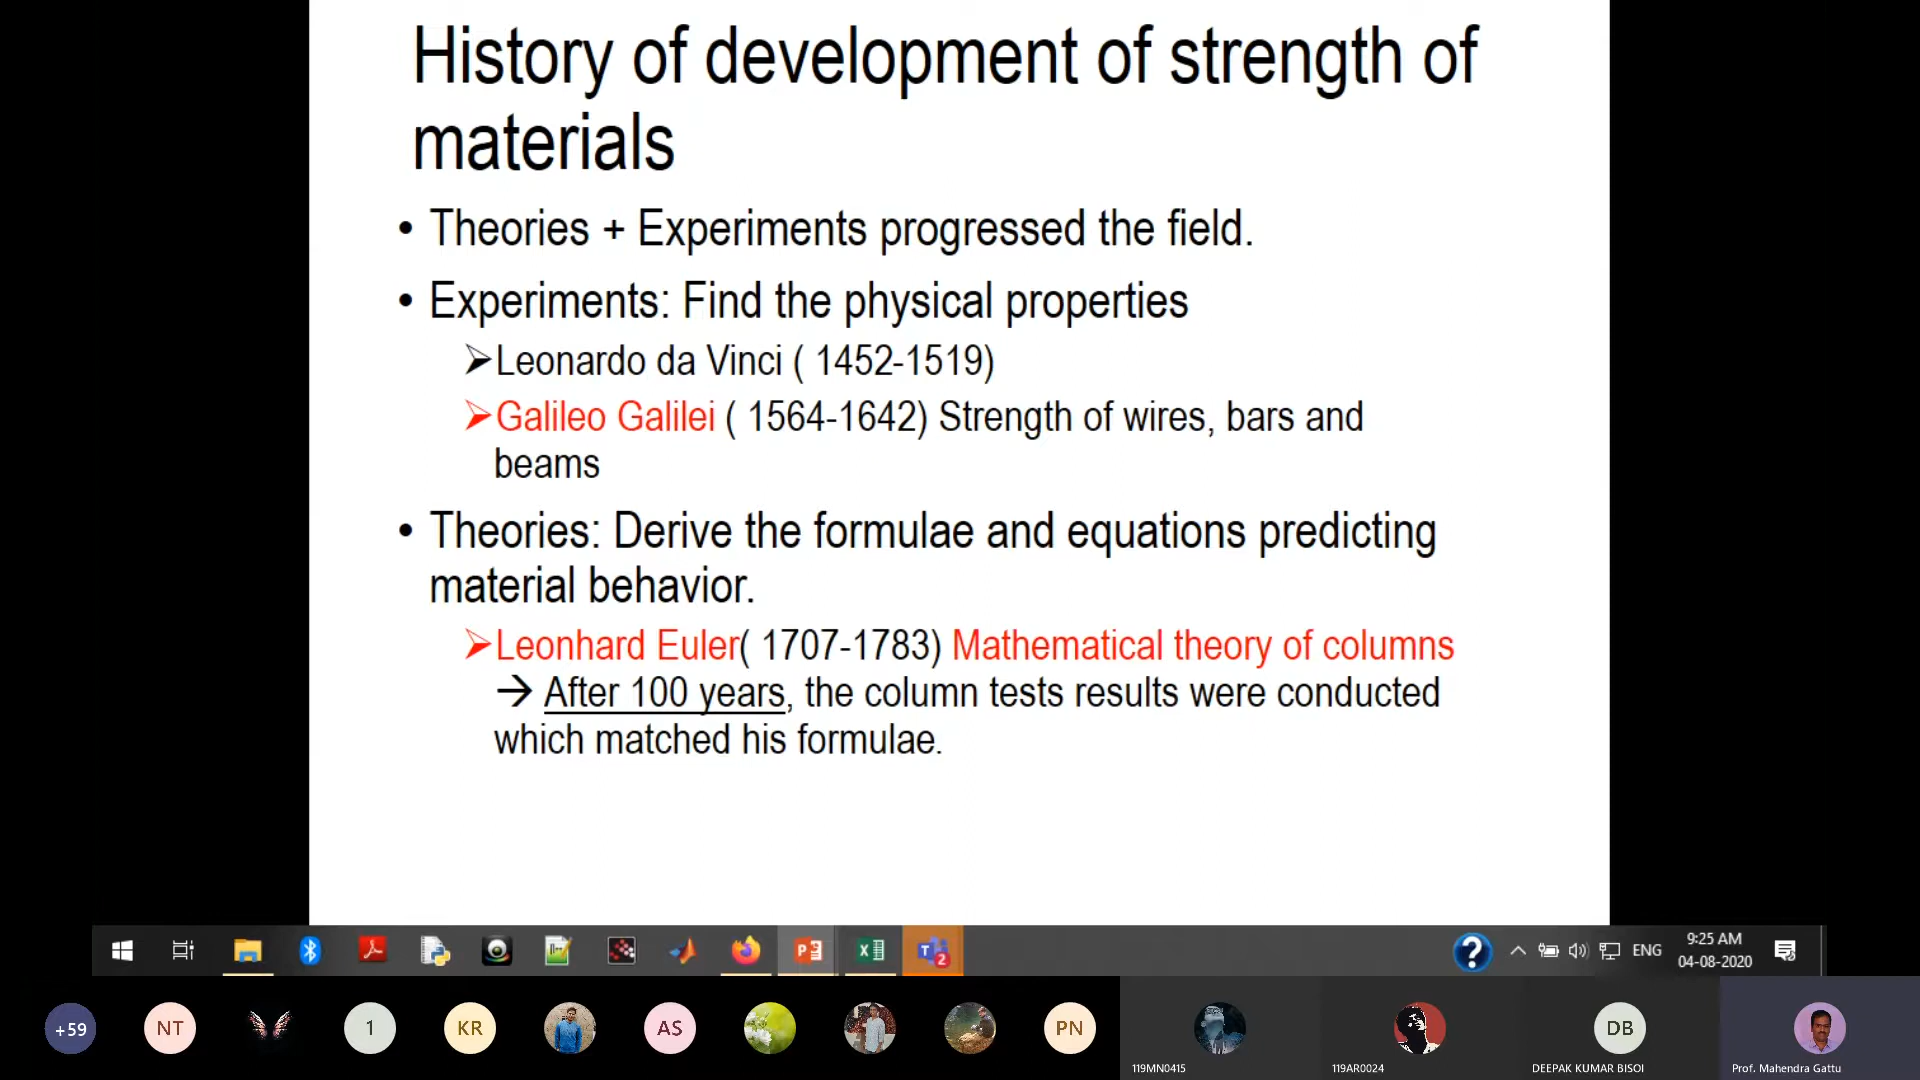 History of development of strength of
materials
• Theories + Experiments progressed the field.
• Experiments: Find the physical properties
➢Leonardo da Vinci ( 1452-1519)
➢Galileo Galilei ( 1564-1642) Strength of wires, bars and
beams
• Theories: Derive the formulae and equations predicting
material behavior.
➢Leonhard Euler( 1707-1783) Mathematical theory of columns
→ After 100 years, the column tests results were conducted
which matched his formulae.
ENG
9:25 AM
04-08-2020
+59
NT
1
KR
AS
PN
DB
119MN0415
119AR0024
DEEPAK KUMAR BISOI
Prof. Mahendra Gattu